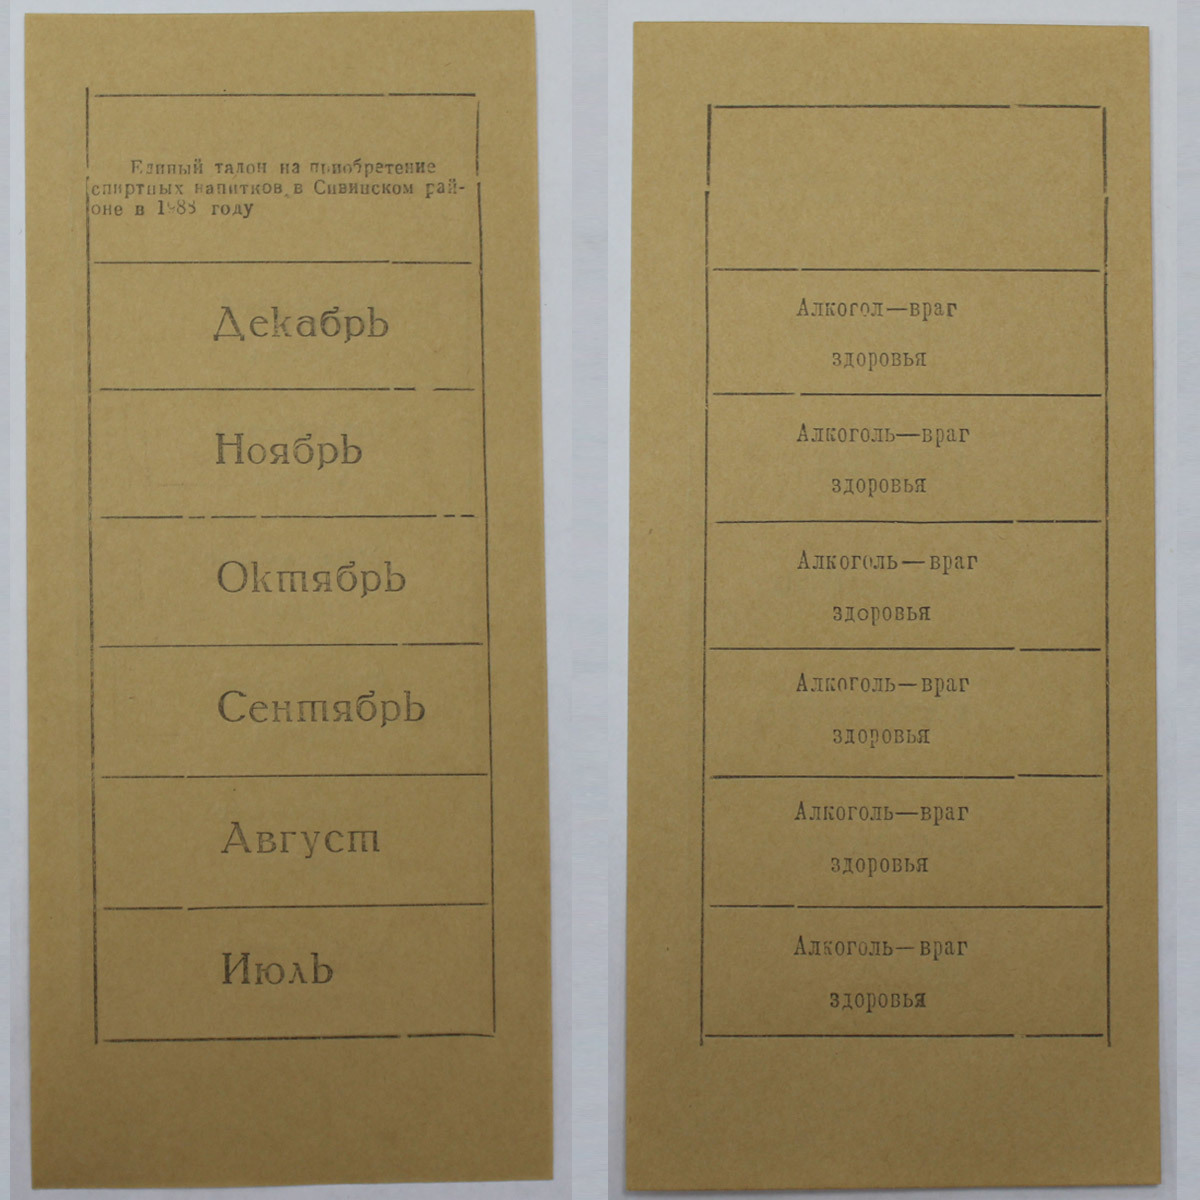 Единый талон на приобретение
спиртных напитков в Сивинском рай-
оне в 1988 году
Декабрь
Ноябрь
Октябрь
Сентябрь
Август
Июль
Алкогол—враг
здоровья
Алкоголь—враг
здоровья
Алкоголь—враг
здоровья
Алкоголь—враг
здоровья
Алкоголь—враг
здоровья
Алкоголь—враг
здоровья